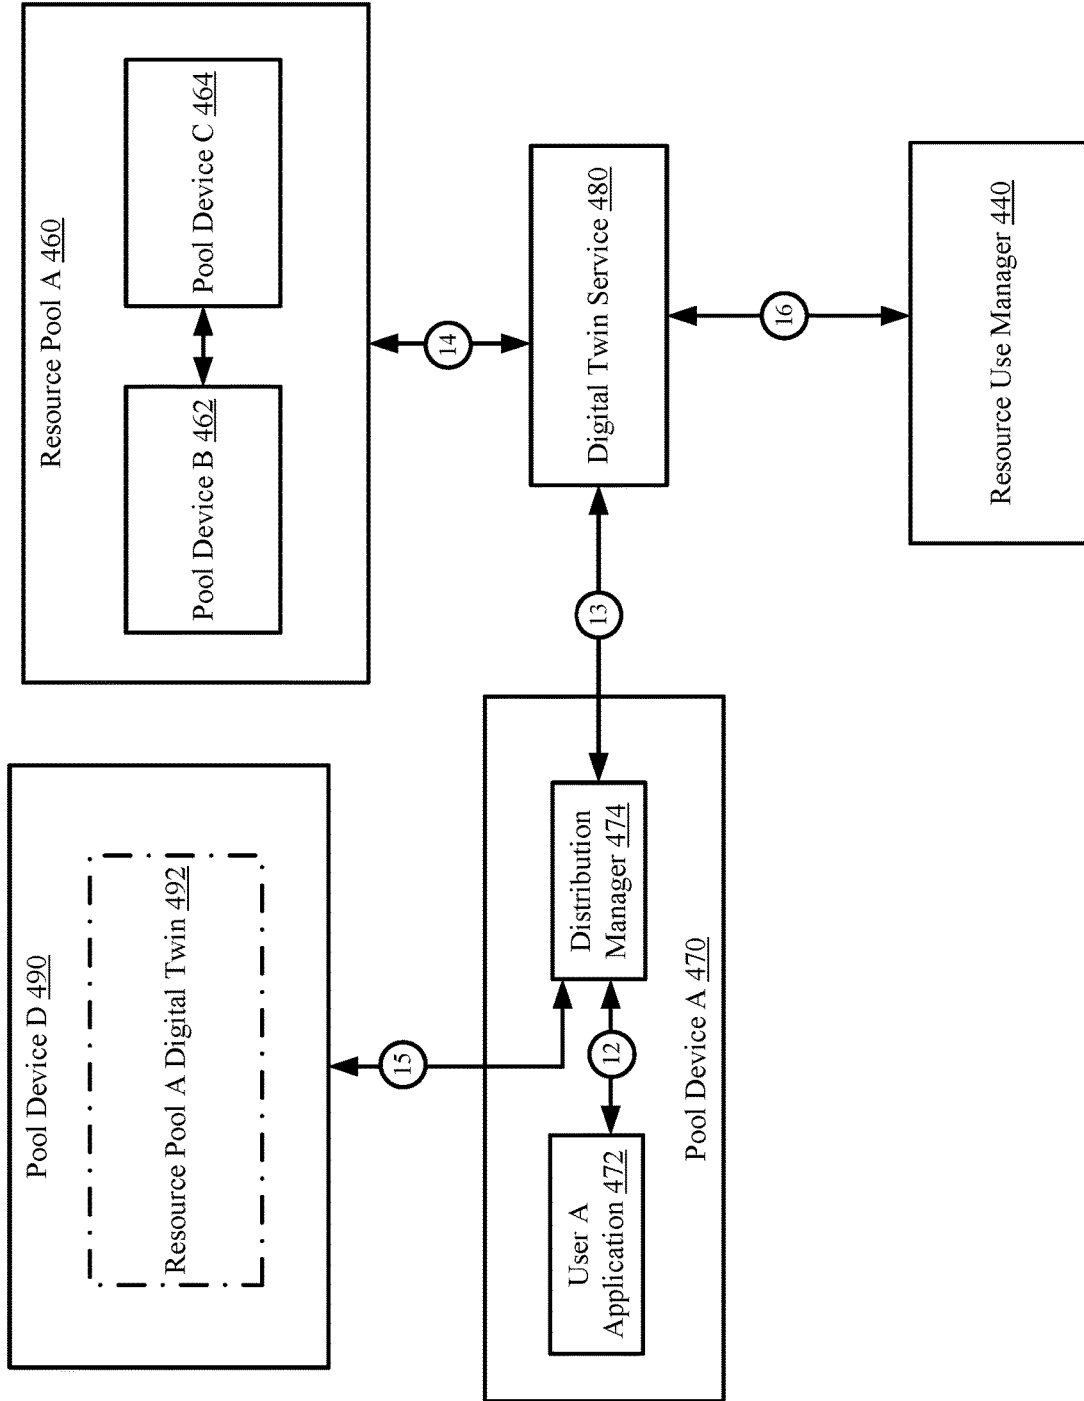 Pool Device D 490
Resource Pool A Digital Twin 492
Resource Pool A 460
Pool Device B 462
Pool Device C 464
15
14
User A
Application 472
12
Distribution
Manager 474
Pool Device A 470
13
Digital Twin Service 480
16
Resource Use Manager 440